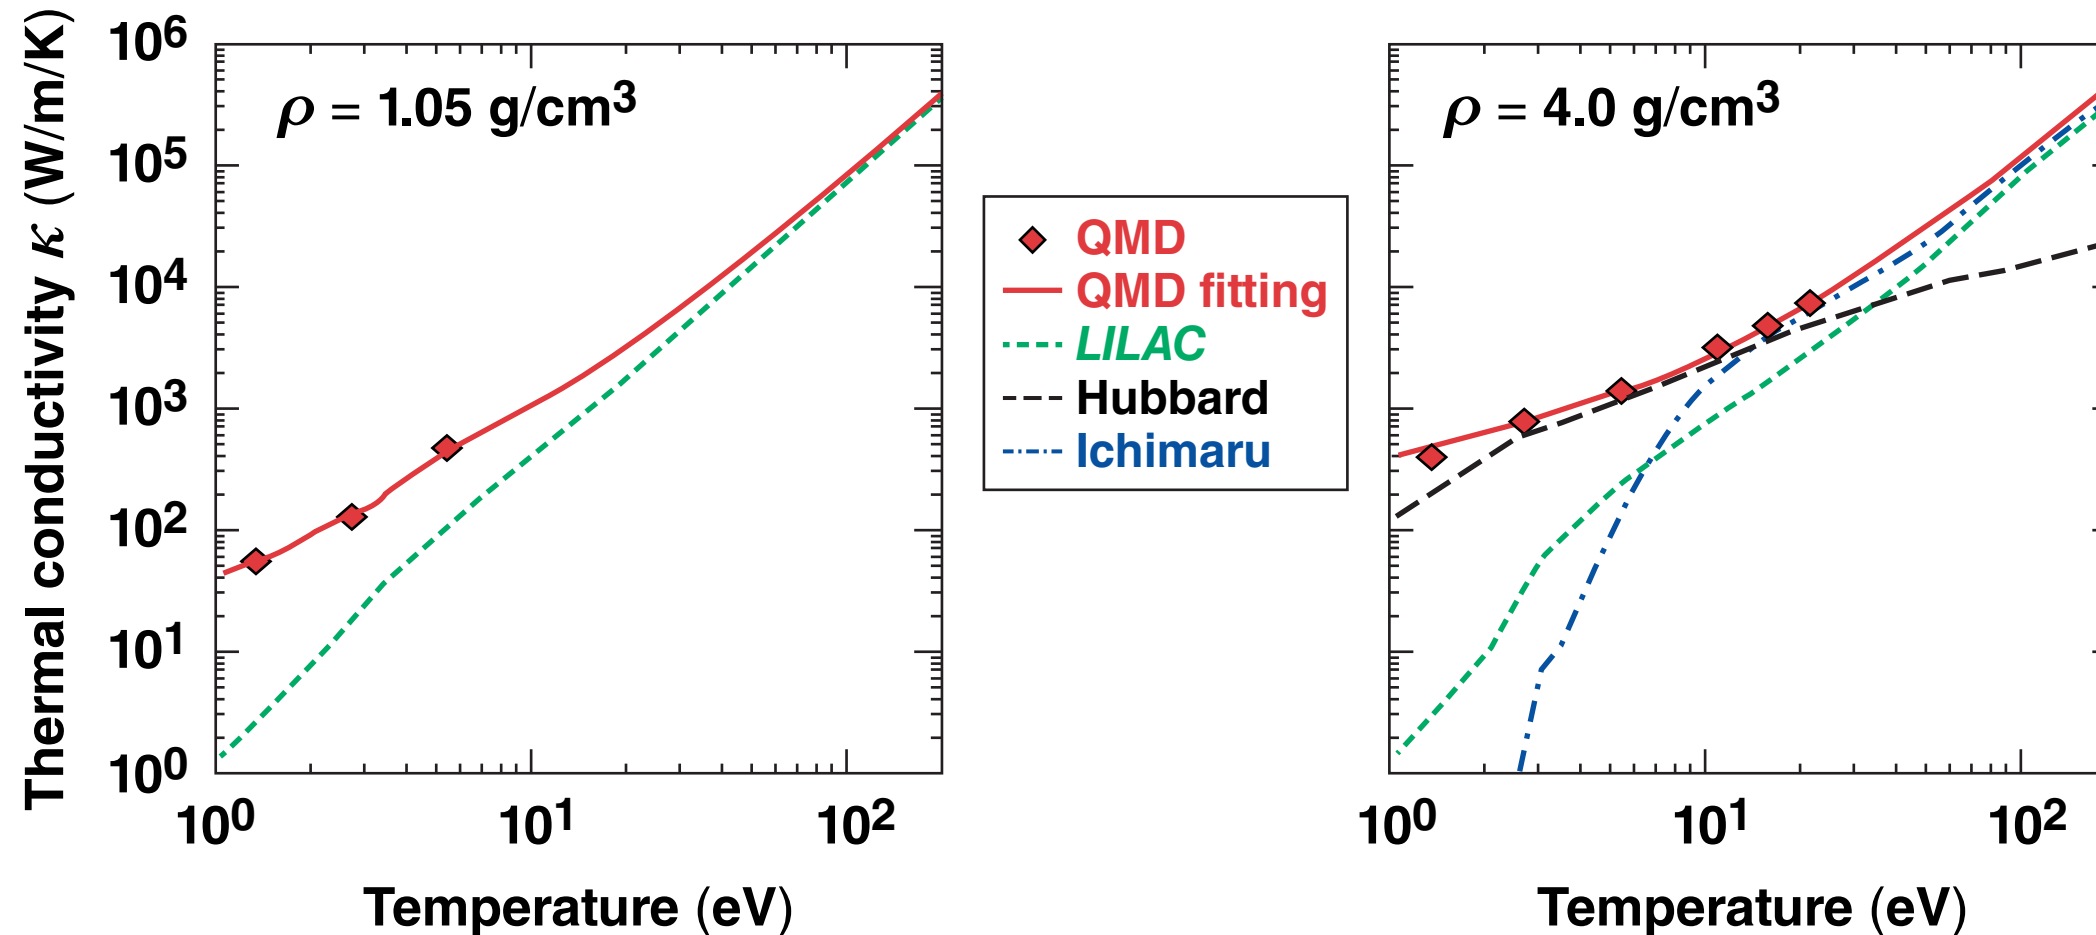 Thermal conductivity κ (W/m/K)
10⁶
10⁵
10⁴
10³
10²
10¹
10⁰
ρ = 1.05 g/cm³
10⁰ 10¹ 10²
Temperature (eV)
QMD
QMD fitting
LILAC
Hubbard
Ichimaru
ρ = 4.0 g/cm³
10⁰ 10¹ 10²
Temperature (eV)